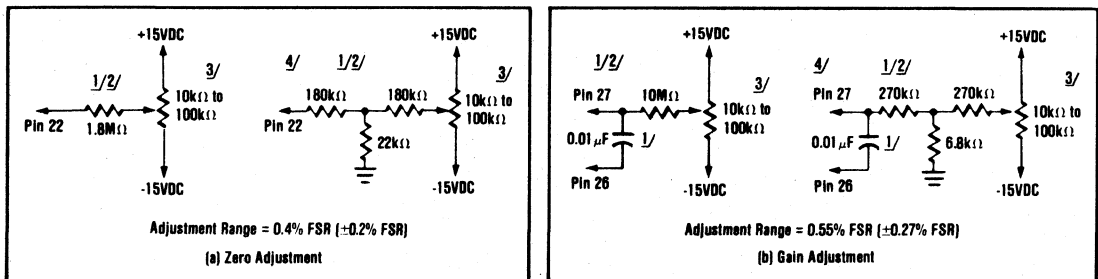 +15VDC
1/2/
3/
10kΩ to
100kΩ
Pin 22
1.8MΩ
-15VDC
+15VDC
4/
1/2/
3/
180kΩ
180kΩ
10kΩ to
100kΩ
Pin 22
22kΩ
-15VDC
Adjustment Range = 0.4% FSR (±0.2% FSR)
(a) Zero Adjustment
+15VDC
1/2/
3/
Pin 27
10MΩ
10kΩ to
100kΩ
0.01 µF
1/
Pin 26
-15VDC
+15VDC
4/
1/2/
3/
Pin 27
270kΩ
270kΩ
10kΩ to
100kΩ
0.01 µF
1/
6.8kΩ
Pin 26
-15VDC
Adjustment Range = 0.55% FSR (±0.27% FSR)
(b) Gain Adjustment